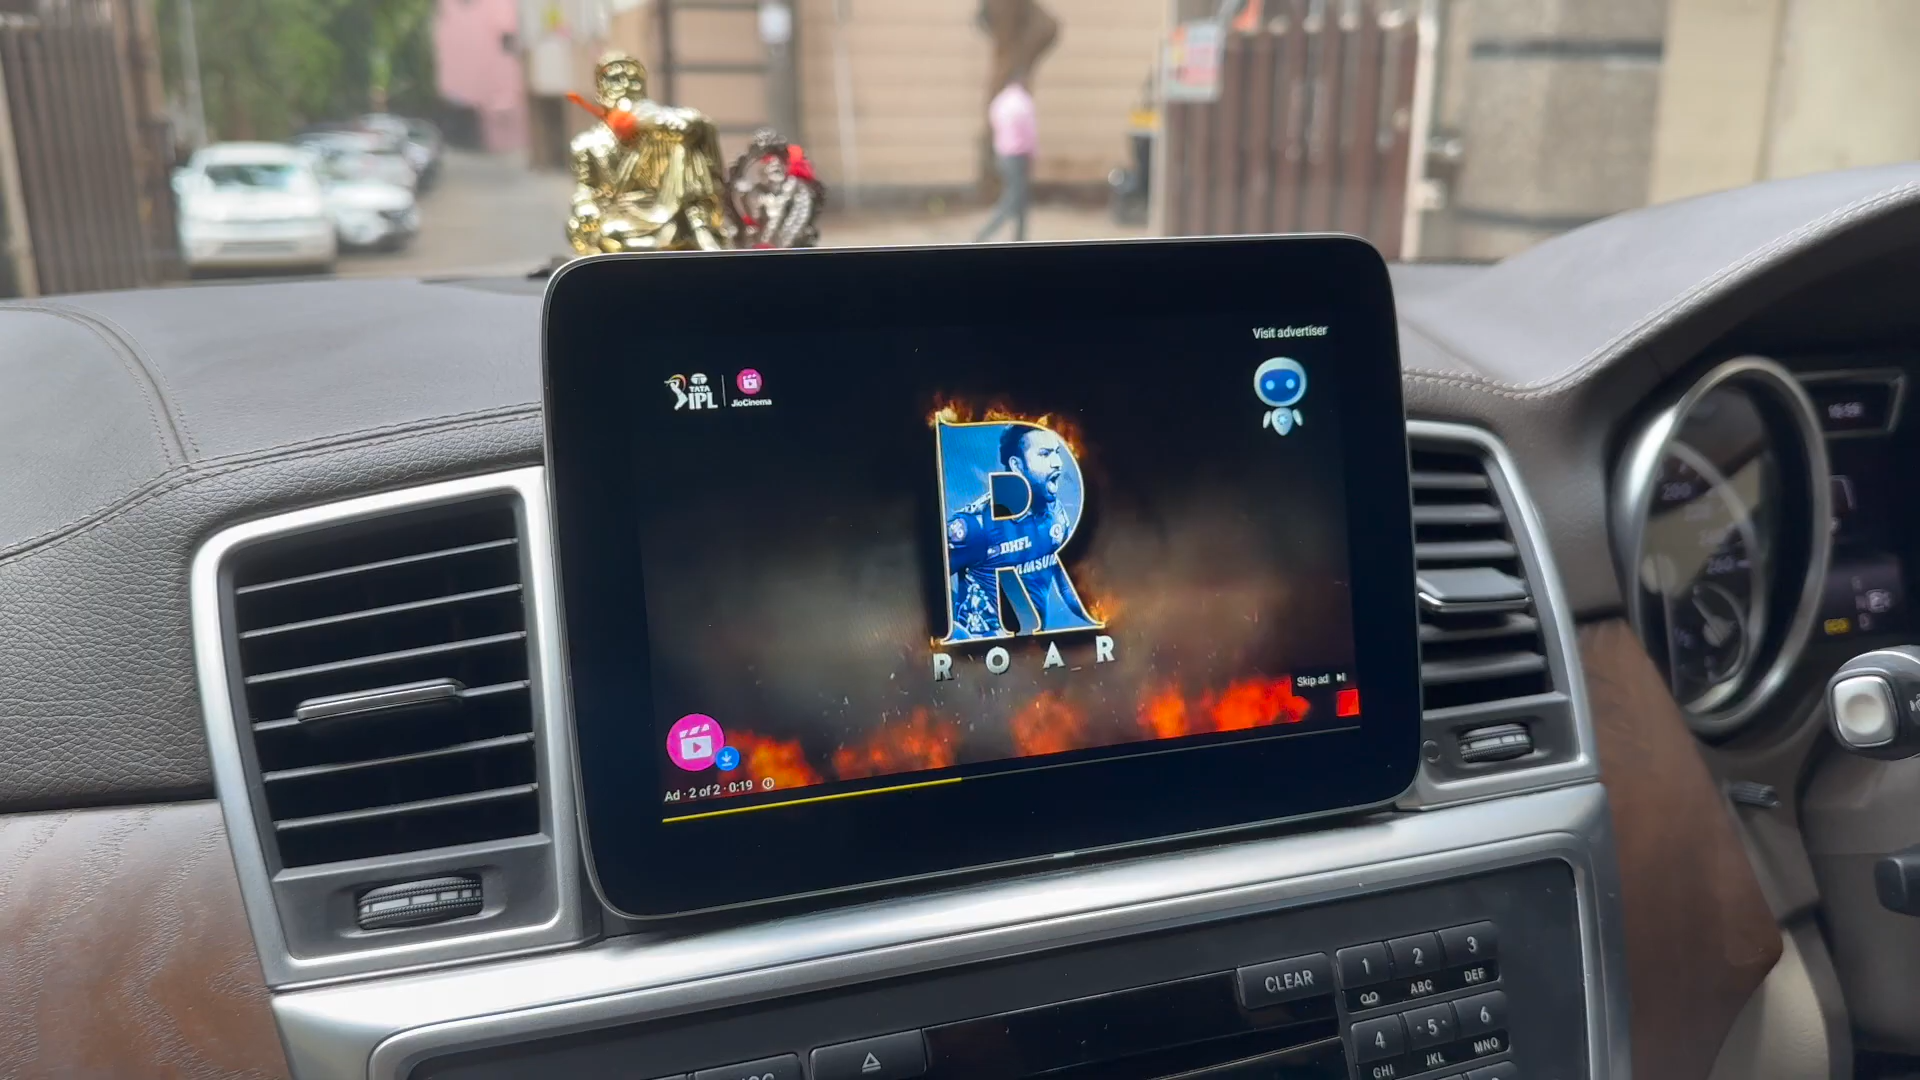 Visit advertiser
TATA
IPL
JioCinema
DHFL
R O A R
Skip ad
Ad · 2 of 2 · 0:19
CLEAR
1
2
ABC
3
DEF
4
GHI
5
JKL
6
MNO
260